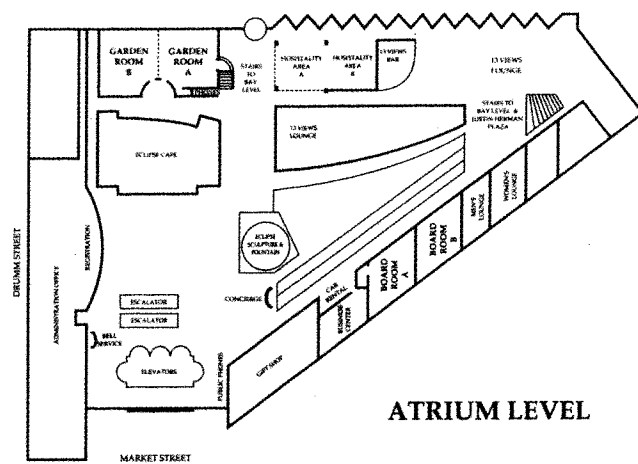 GARDEN
ROOM
B
GARDEN
ROOM
A
STAIRS
TO BAY
LEVEL
HOSPITALITY
AREA
A
HOSPITALITY
AREA
B
13 VIEWS
BAR
13 VIEWS
LOUNGE
STAIRS TO
BAY LEVEL &
JUSTIN HERMAN
PLAZA
ECLIPSE CAFE
13 VIEWS
LOUNGE
DRUMM STREET
ADMINISTRATION OFFICE
REGISTRATION
ECLIPSE
SCULPTURE &
FOUNTAIN
MEN'S
LOUNGE
WOMEN'S
LOUNGE
BOARD
ROOM
B
BOARD
ROOM
A
CONCIERGE
CAR
RENTAL
BUSINESS
CENTER
ESCALATOR
ESCALATOR
BELL
SERVICE
ELEVATORS
PUBLIC PHONES
GIFT SHOP
ATRIUM LEVEL
MARKET STREET